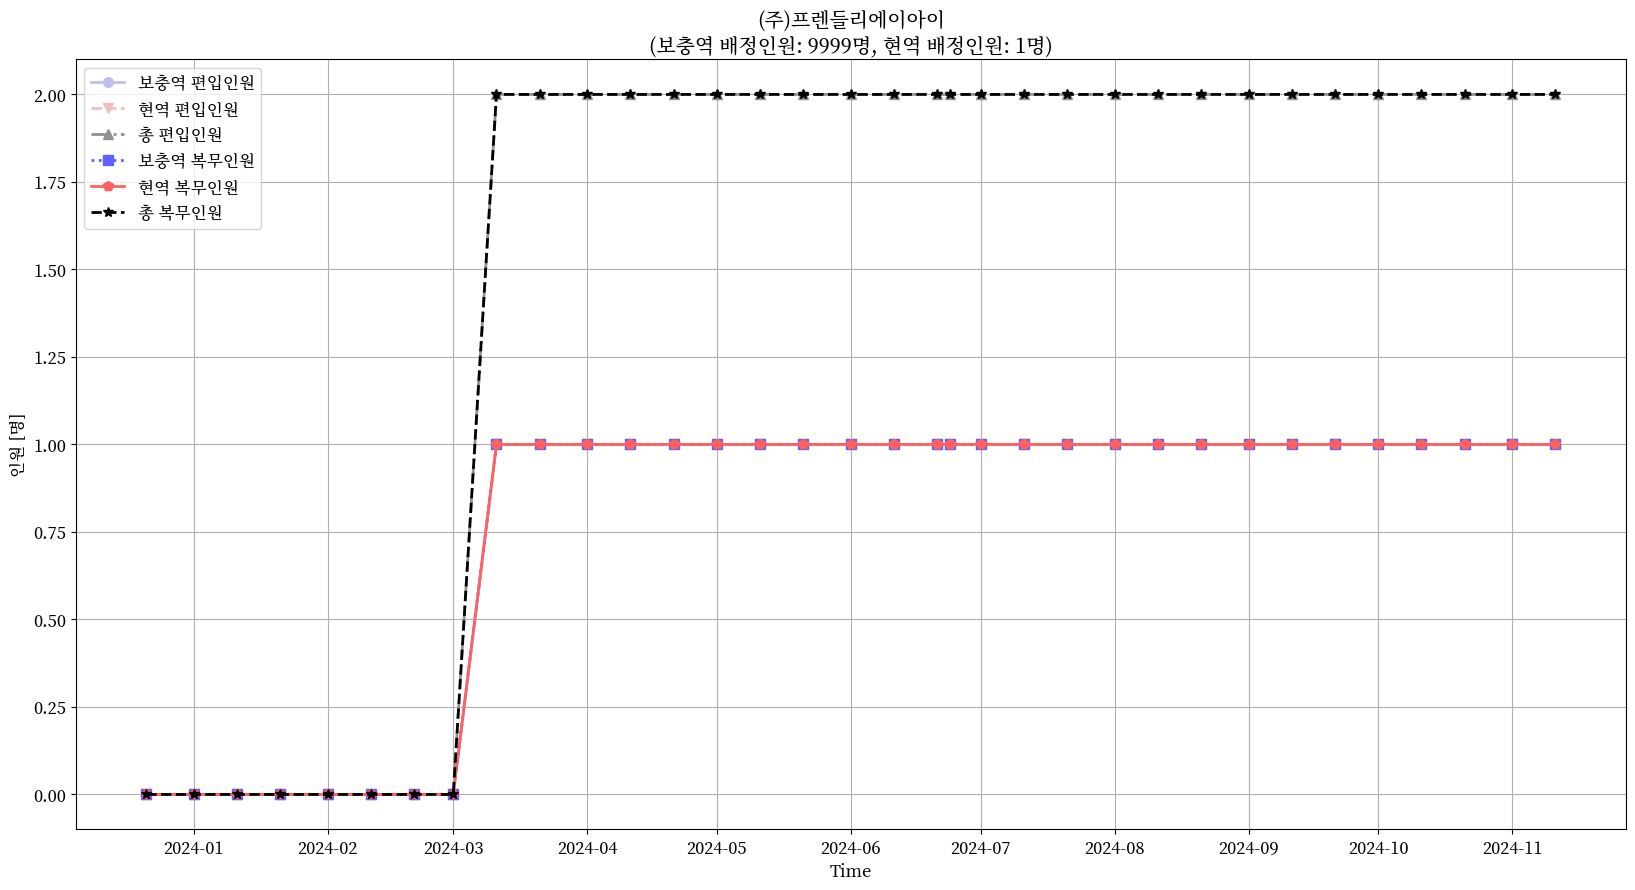 (주)프렌들리에이아이
(보충역 배정인원: 9999명, 현역 배정인원: 1명)
보충역 편입인원
현역 편입인원
총 편입인원
보충역 복무인원
현역 복무인원
총 복무인원
2.00
1.75
1.50
1.25
1.00
0.75
0.50
0.25
0.00
인원 [명]
2024-01 2024-02 2024-03 2024-04 2024-05 2024-06 2024-07 2024-08 2024-09 2024-10 2024-11
Time